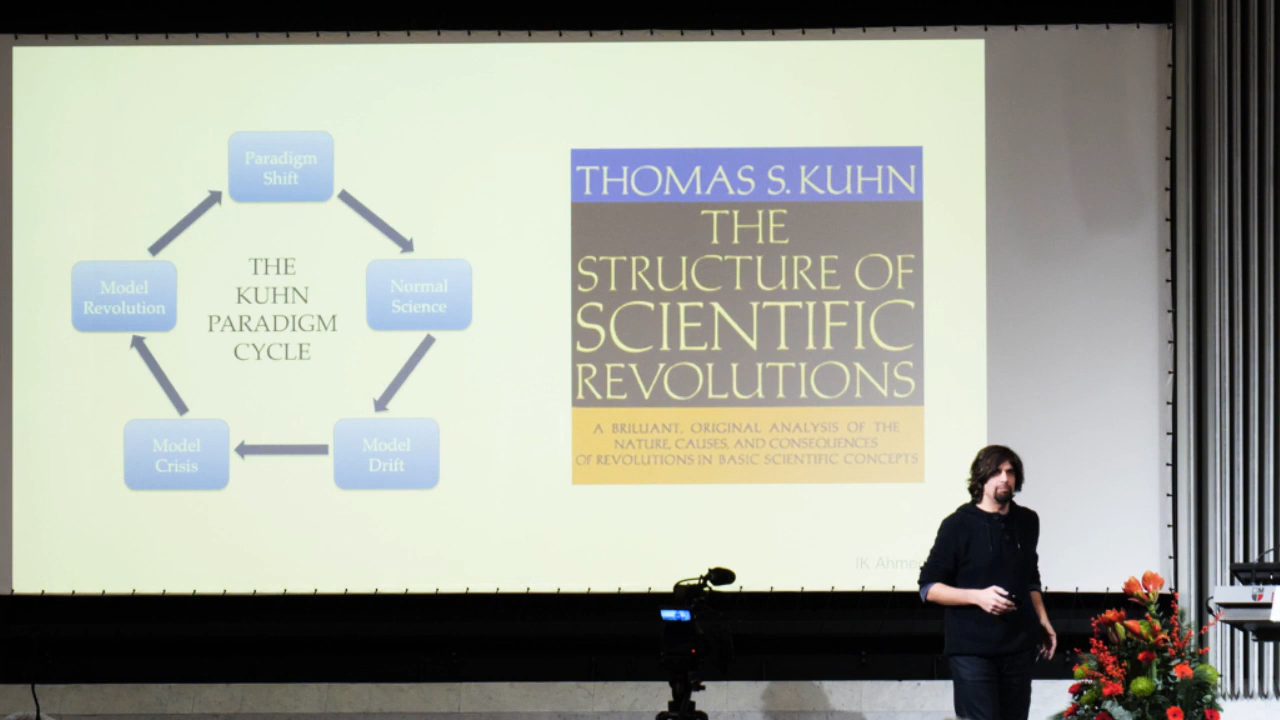 Paradigm
Shift
Normal
Science
Model
Drift
Model
Crisis
Model
Revolution
THE
KUHN
PARADIGM
CYCLE
THOMAS S. KUHN
THE
STRUCTURE OF
SCIENTIFIC
REVOLUTIONS
A BRILLIANT, ORIGINAL ANALYSIS OF THE
NATURE, CAUSES, AND CONSEQUENCES
OF REVOLUTIONS IN BASIC SCIENTIFIC CONCEPTS
IK